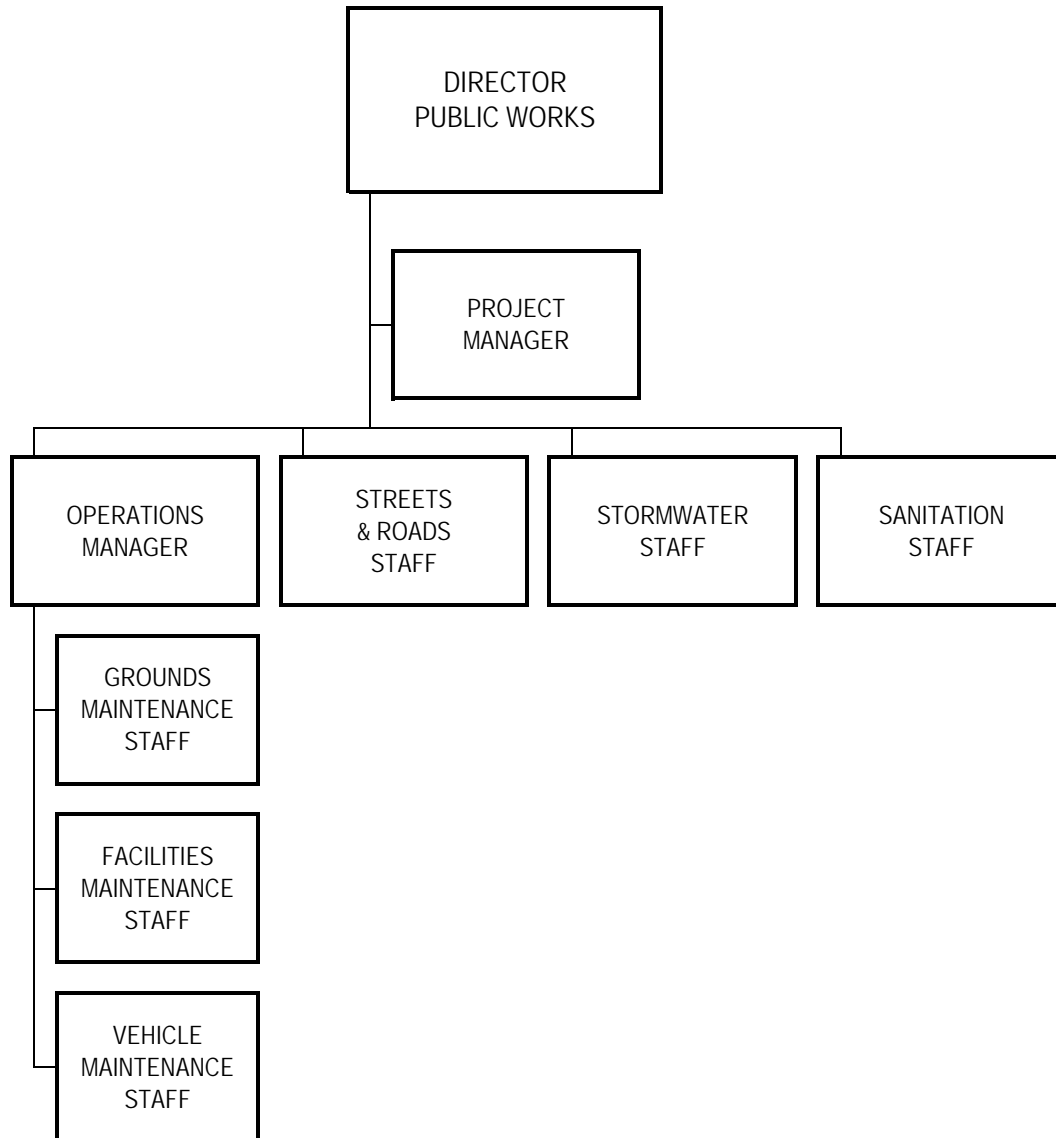 DIRECTOR
PUBLIC WORKS
PROJECT
MANAGER
OPERATIONS
MANAGER
STREETS
& ROADS
STAFF
STORMWATER
STAFF
SANITATION
STAFF
GROUNDS
MAINTENANCE
STAFF
FACILITIES
MAINTENANCE
STAFF
VEHICLE
MAINTENANCE
STAFF